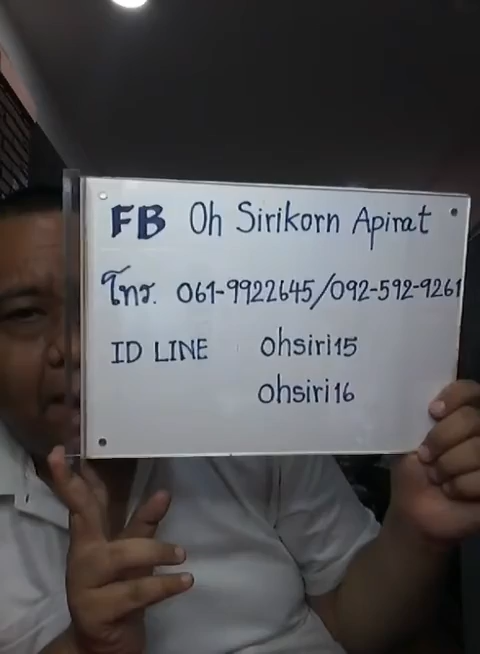 FB Oh Sirikorn Apirat
โทร. 061-9922645/092-592-9261
ID LINE ohsiri15
ohsiri16